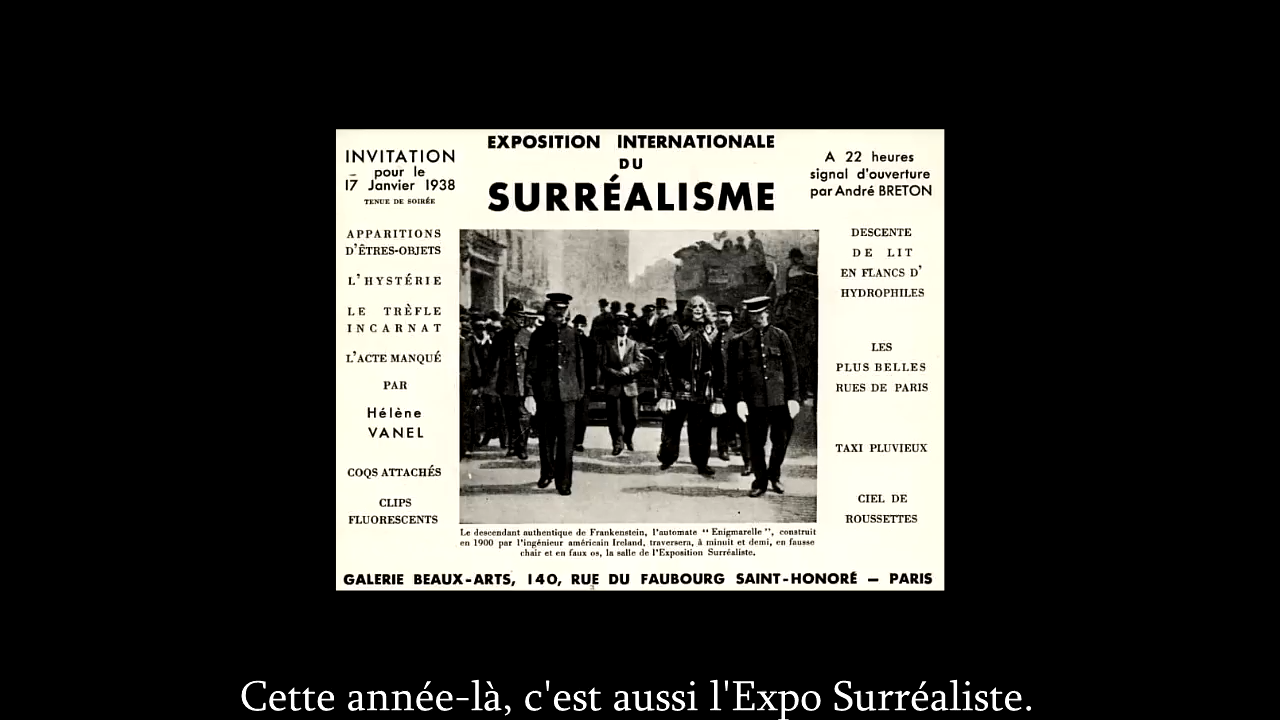 EXPOSITION INTERNATIONALE
DU
SURRÉALISME
INVITATION
pour le
17 Janvier 1938
TENUE DE SOIRÉE
APPARITIONS
D'ÊTRES-OBJETS
L'HYSTÉRIE
LE TRÈFLE
INCARNAT
L'ACTE MANQUÉ
PAR
Hélène
VANEL
COQS ATTACHÉS
CLIPS
FLUORESCENTS
A 22 heures
signal d'ouverture
par André BRETON
DESCENTE
DE LIT
EN FLANCS D'
HYDROPHILES
LES
PLUS BELLES
RUES DE PARIS
TAXI PLUVIEUX
CIEL DE
ROUSSETTES
Le descendant authentique de Frankenstein, l'automate "Enigmarelle", construit
en 1900 par l'ingénieur américain Ireland, traversera, à minuit et demi, en fausse
chair et en faux os, la salle de l'Exposition Surréaliste.
GALERIE BEAUX-ARTS, 140, RUE DU FAUBOURG SAINT-HONORÉ — PARIS
Cette année-là, c'est aussi l'Expo Surréaliste.